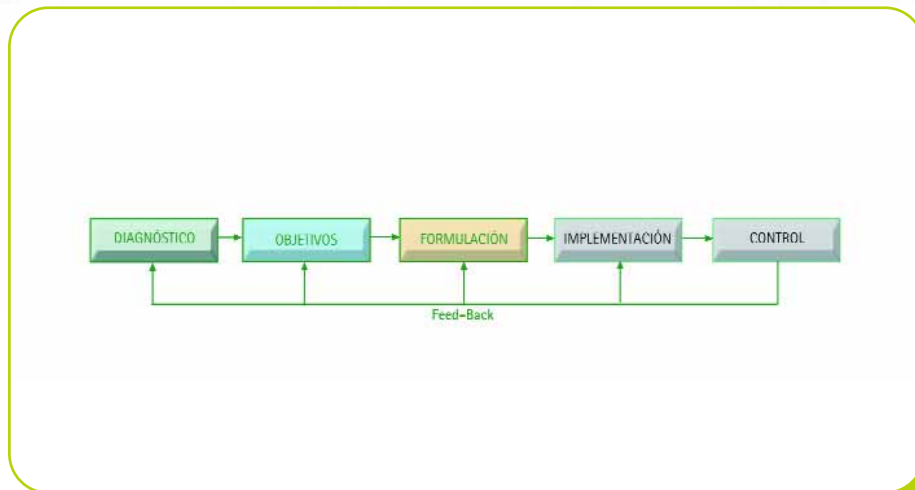 DIAGNÓSTICO
OBJETIVOS
FORMULACIÓN
IMPLEMENTACIÓN
CONTROL
Feed-Back